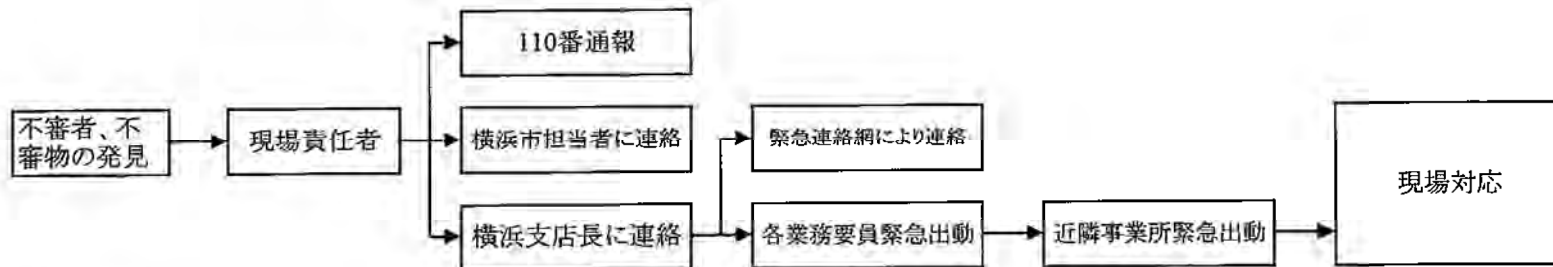 不審者、不
審物の発見
現場責任者
110番通報
横浜市担当者に連絡
横浜支店長に連絡
緊急連絡網により連絡
各業務要員緊急出動
近隣事業所緊急出動
現場対応